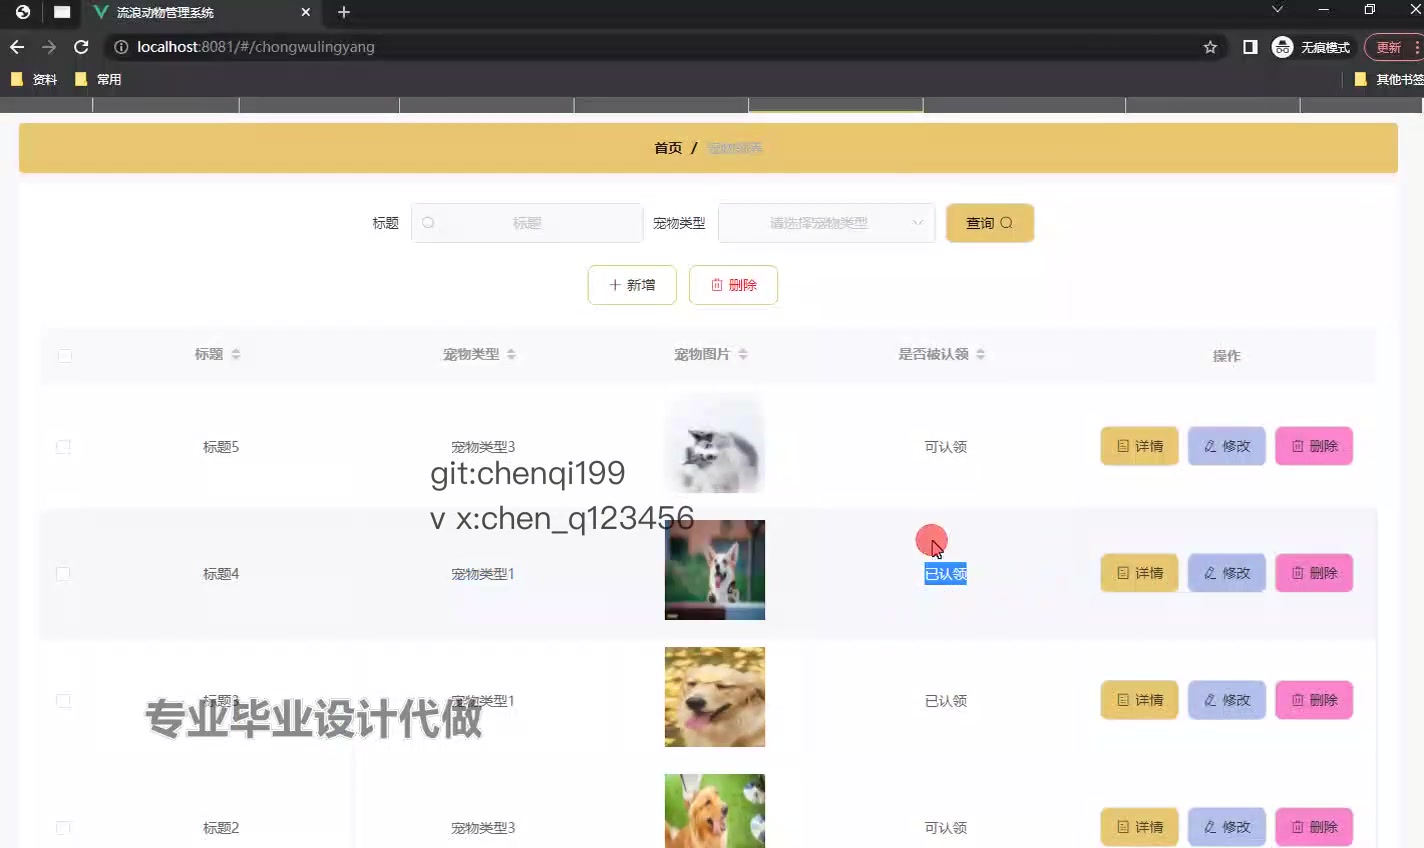 流浪动物管理系统
localhost:8081/#/chongwulingyang
无痕模式
更新
资料
常用
其他书签
首页 /
标题
标题
宠物类型
请选择宠物类型
查询
新增
删除
标题
宠物类型
宠物图片
是否被认领
操作
标题5
宠物类型3
可认领
详情
修改
删除
git:chenqi199
v x:chen_q123456
标题4
宠物类型1
已认领
详情
修改
删除
标题3
宠物类型1
已认领
详情
修改
删除
专业毕业设计代做
标题2
宠物类型3
可认领
详情
修改
删除